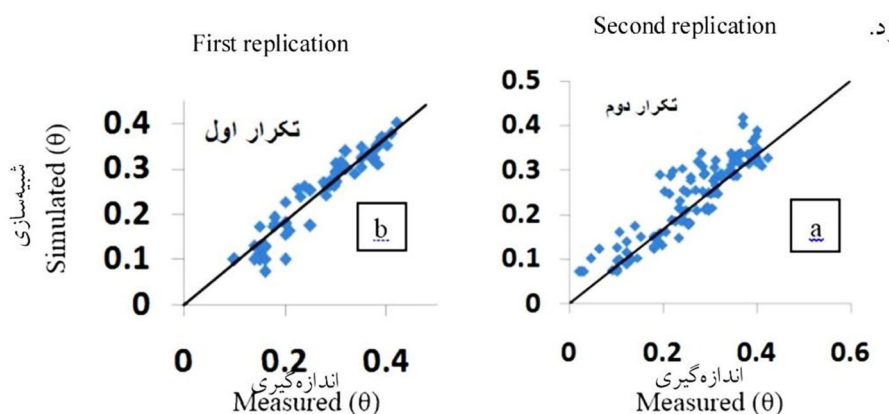 First replication
Second replication
د.
تکرار اول
تکرار دوم
شبیه‌سازی
Simulated (θ)
0.4
0.3
0.2
0.1
0
b
0
0.2
0.4
اندازه‌گیری
Measured (θ)
0.5
0.4
0.3
0.2
0.1
0
a
0
0.2
0.4
0.6
اندازه‌گیری
Measured (θ)